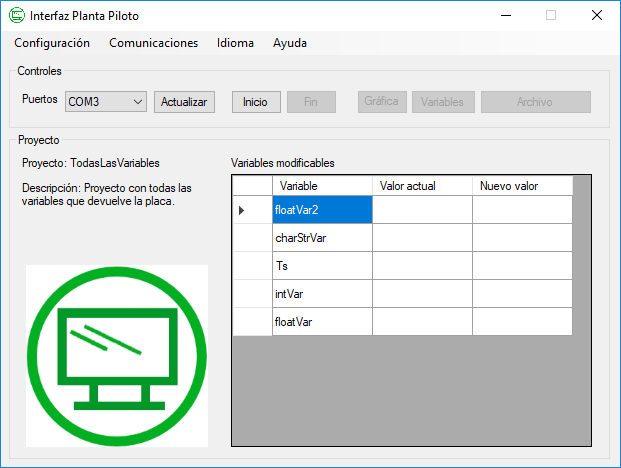 Interfaz Planta Piloto
Configuración Comunicaciones Idioma Ayuda
Controles
Puertos COM3 Actualizar Inicio Fin Gráfica Variables Archivo
Proyecto
Proyecto: TodasLasVariables
Descripción: Proyecto con todas las
variables que devuelve la placa.
Variables modificables
Variable Valor actual Nuevo valor
floatVar2
charStrVar
Ts
intVar
floatVar